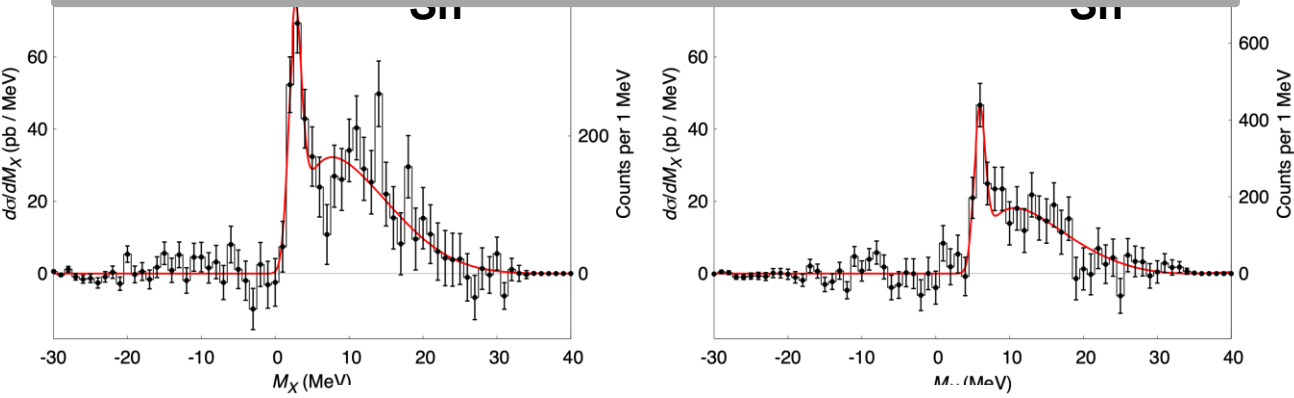 Sn Sn
60 60 600
40 40 400
200
20 20 200
0 0 0 0
dσ/dM_X (pb / MeV) Counts per 1 MeV dσ/dM_X (pb / MeV) Counts per 1 MeV
-30 -20 -10 0 10 20 30 40 -30 -20 -10 0 10 20 30 40
M_X (MeV) (MeV)